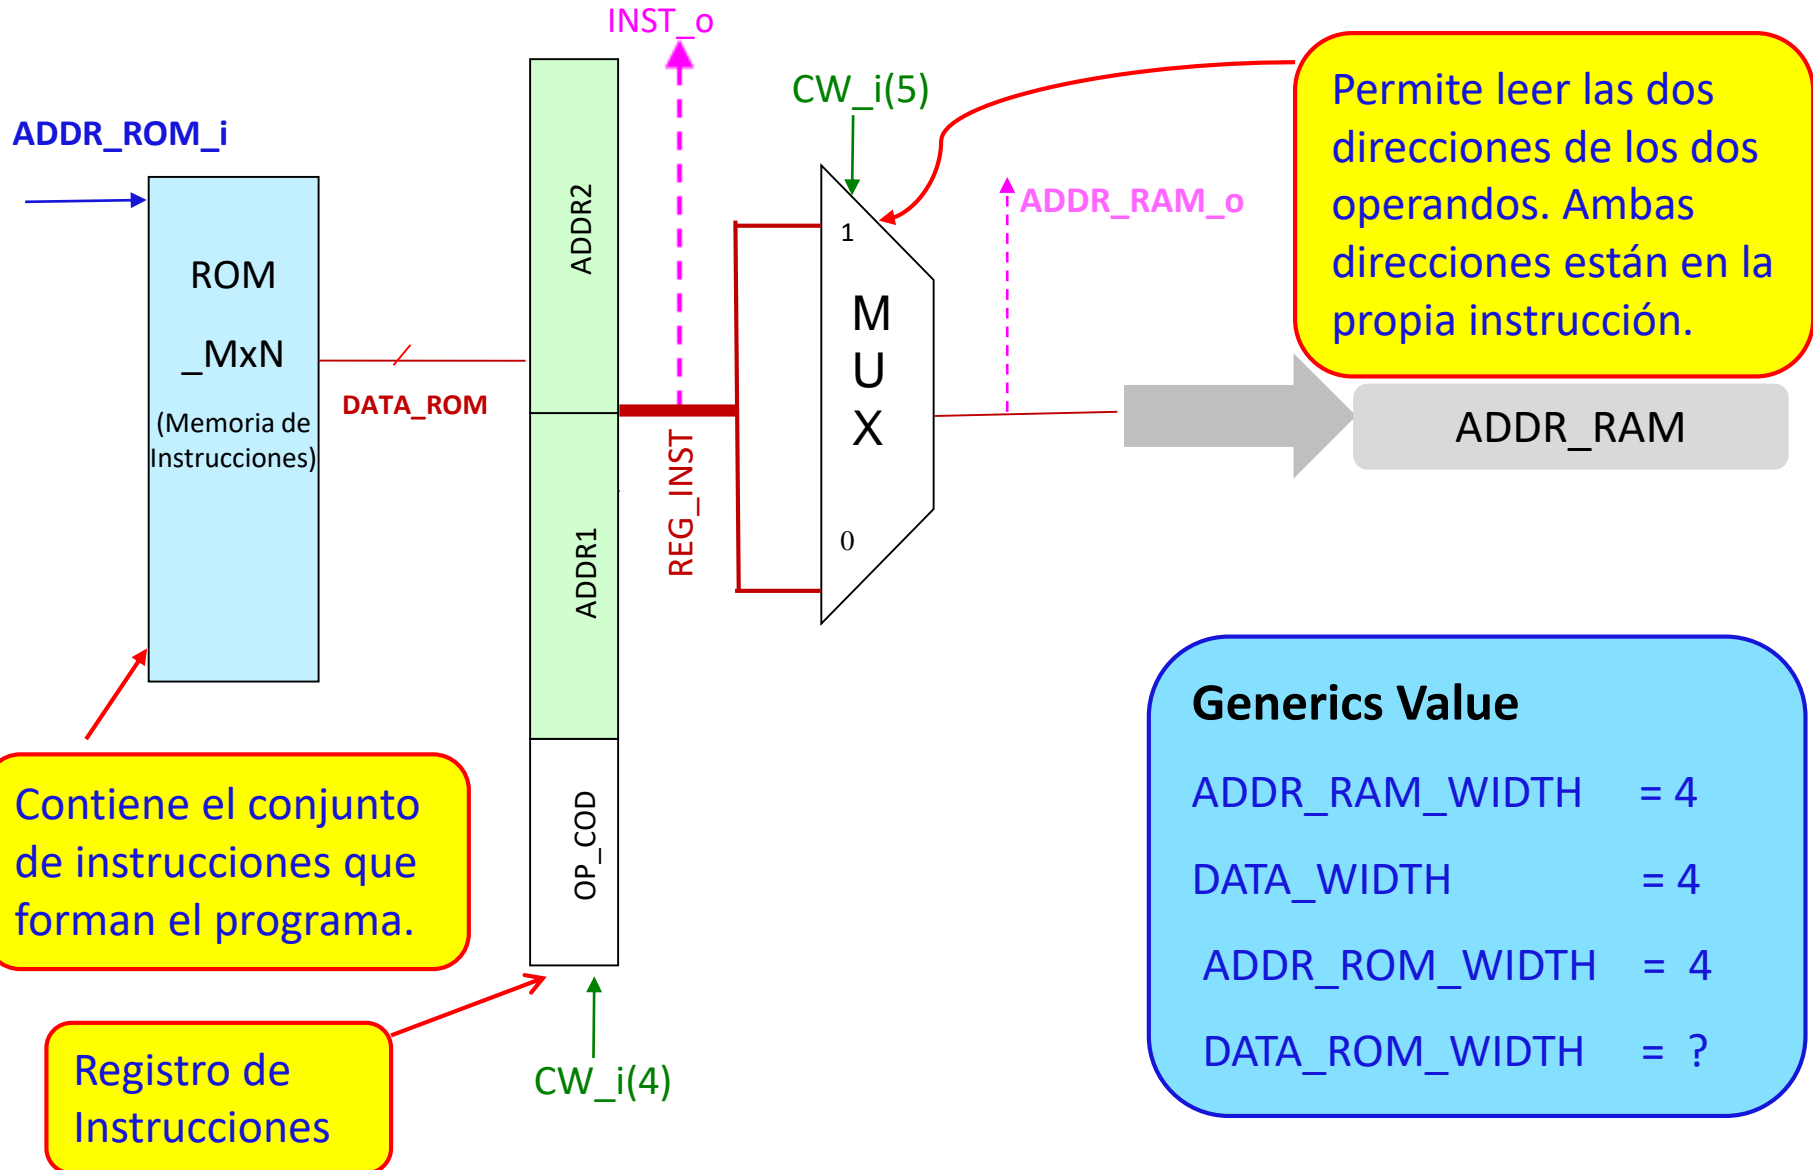 INST_o
CW_i(5)
Permite leer las dos
direcciones de los dos
operandos. Ambas
direcciones están en la
propia instrucción.
ADDR_ROM_i
ADDR2
ADDR_RAM_o
1
ROM
_MxN
(Memoria de
Instrucciones)
M
U
X
DATA_ROM
ADDR_RAM
REG_INST
ADDR1
0
Generics Value
ADDR_RAM_WIDTH = 4
DATA_WIDTH = 4
ADDR_ROM_WIDTH = 4
DATA_ROM_WIDTH = ?
Contiene el conjunto
de instrucciones que
forman el programa.
OP_COD
Registro de
Instrucciones
CW_i(4)